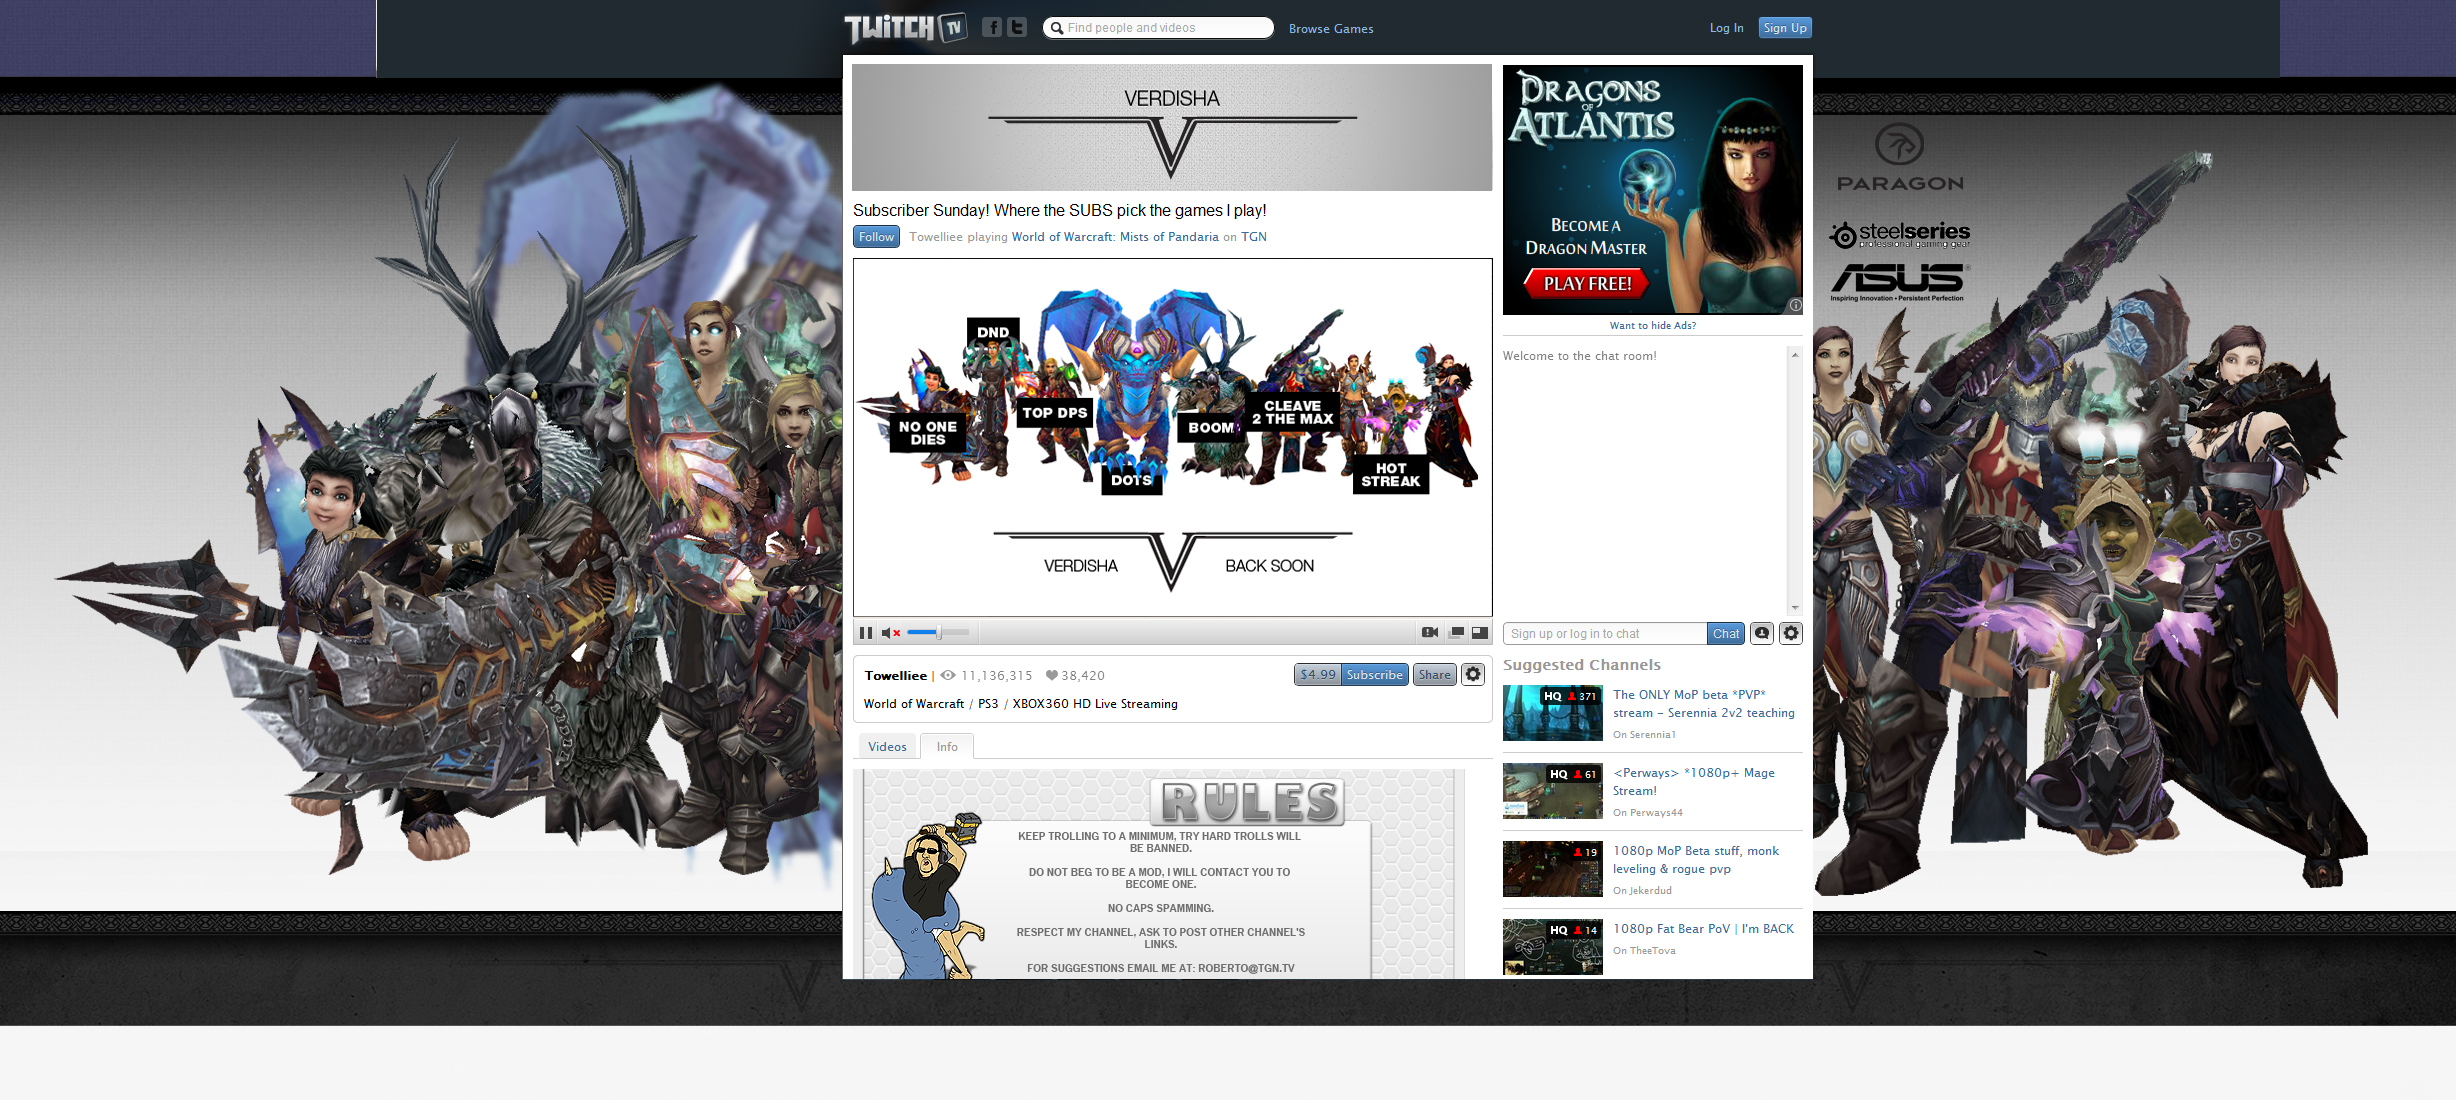 TWiTCH TV
Find people and videos
Browse Games
Log In
Sign Up
VERDISHA
Subscriber Sunday! Where the SUBS pick the games I play!
Follow
Towelliee playing World of Warcraft: Mists of Pandaria on TGN
DND
NO ONE
DIES
TOP DPS
DOTS
BOOM
CLEAVE
2 THE MAX
HOT
STREAK
VERDISHA
BACK SOON
Towelliee | 11,136,315 38,420
$4.99 Subscribe
Share
World of Warcraft / PS3 / XBOX360 HD Live Streaming
Videos
Info
RULES
KEEP TROLLING TO A MINIMUM, TRY HARD TROLLS WILL
BE BANNED.
DO NOT BEG TO BE A MOD, I WILL CONTACT YOU TO
BECOME ONE.
NO CAPS SPAMMING.
RESPECT MY CHANNEL, ASK TO POST OTHER CHANNEL'S
LINKS.
FOR SUGGESTIONS EMAIL ME AT: ROBERTO@TGN.TV
DRAGONS
OF
ATLANTIS
BECOME A
DRAGON MASTER
PLAY FREE!
Want to hide Ads?
Welcome to the chat room!
Sign up or log in to chat
Chat
Suggested Channels
HQ 371
The ONLY MoP beta *PVP*
stream - Serennia 2v2 teaching
On Serennia1
HQ 61
<Perways> *1080p+ Mage
Stream!
On Perways44
19
1080p MoP Beta stuff, monk
leveling & rogue pvp
On Jekerdud
HQ 14
1080p Fat Bear PoV | I'm BACK
On TheeTova
PARAGON
steelseries
professional gaming gear
ASUS
Inspiring Innovation • Persistent Perfection